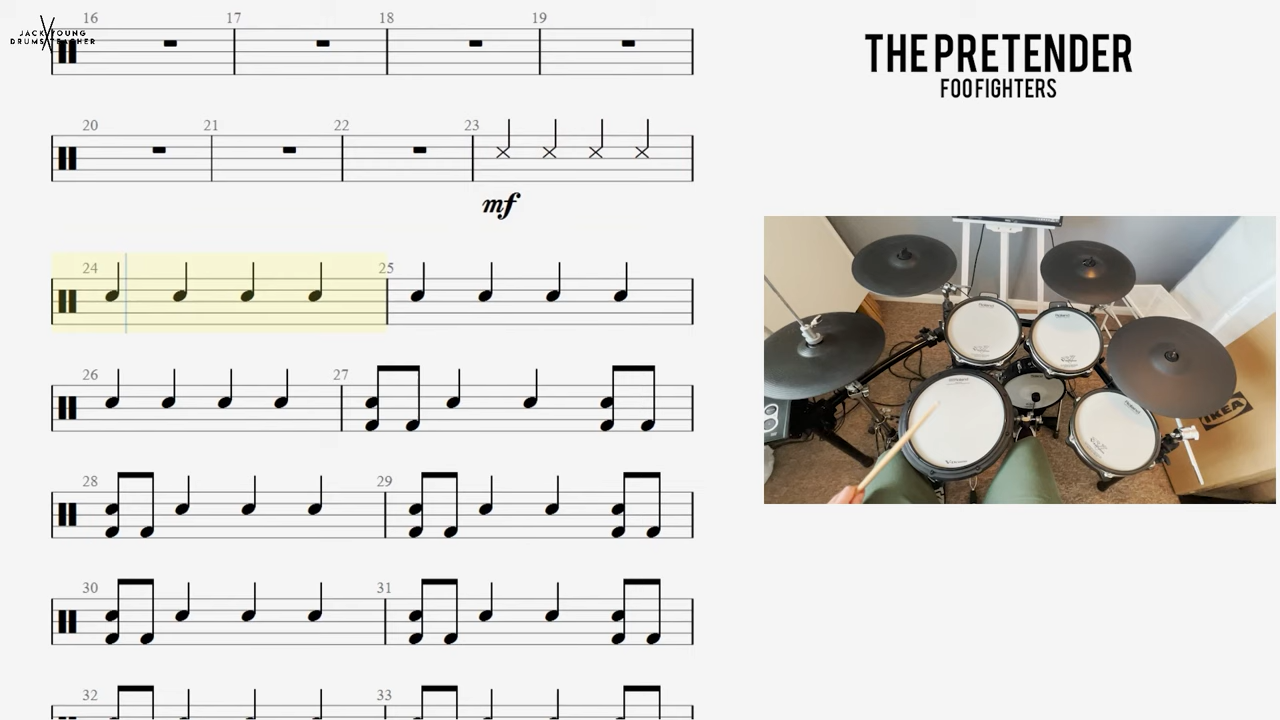 JACK YOUNG
DRUMS TEACHER
16 17 18 19
THE PRETENDER
FOO FIGHTERS
20 21 22 23
mf
24 25
26 27
28 29
30 31
32 33
IKEA